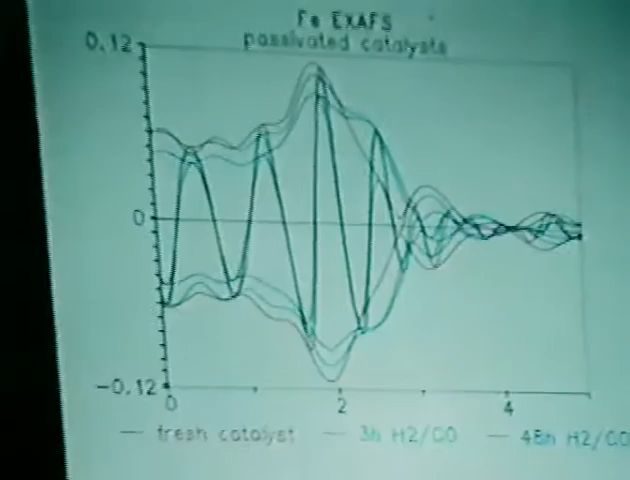 Fe EXAFS
passivated catalysts
0.12
0
-0.12
0 2 4
fresh catalyst 3h H2/CO 48h H2/CO